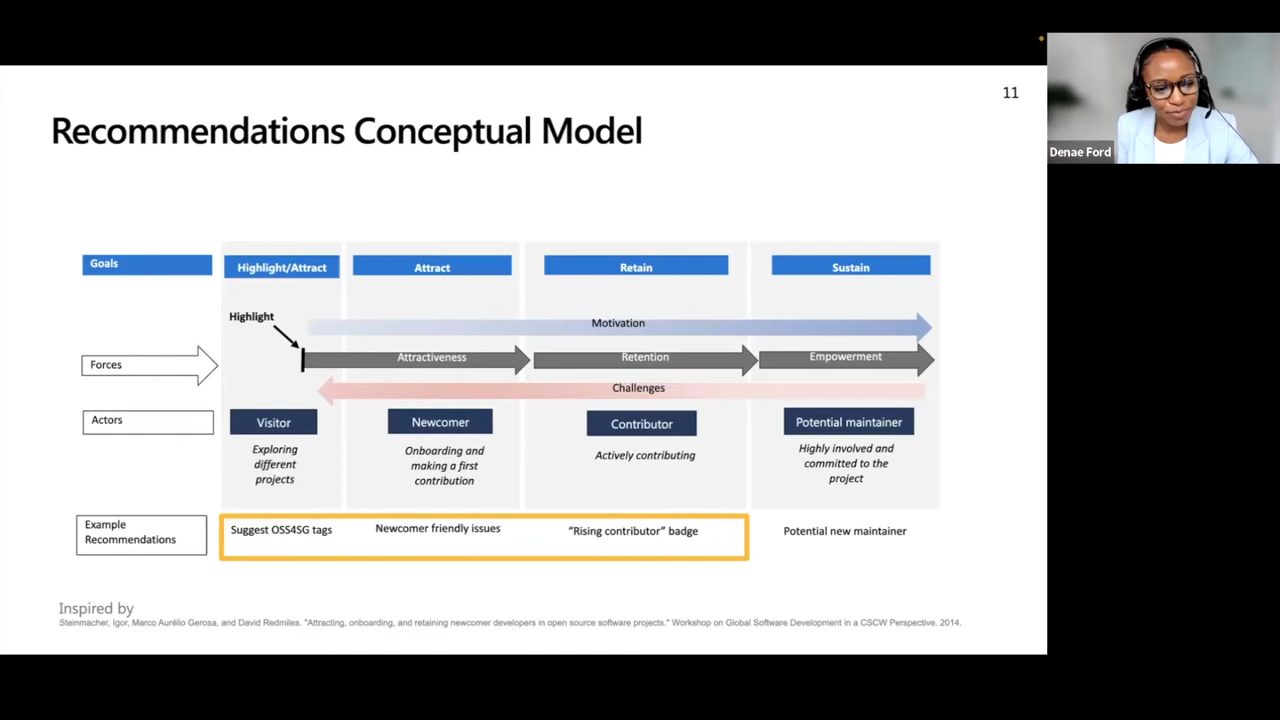 11
Recommendations Conceptual Model
Denae Ford
Goals
Highlight/Attract
Attract
Retain
Sustain
Highlight
Motivation
Forces
Attractiveness
Retention
Empowerment
Challenges
Actors
Visitor
Newcomer
Contributor
Potential maintainer
Exploring
different
projects
Onboarding and
making a first
contribution
Actively contributing
Highly involved and
committed to the
project
Example
Recommendations
Suggest OSS4SG tags
Newcomer friendly issues
“Rising contributor” badge
Potential new maintainer
Inspired by
Steinmacher, Igor, Marco Aurélio Gerosa, and David Redmiles. "Attracting, onboarding, and retaining newcomer developers in open source software projects." Workshop on Global Software Development in a CSCW Perspective. 2014.